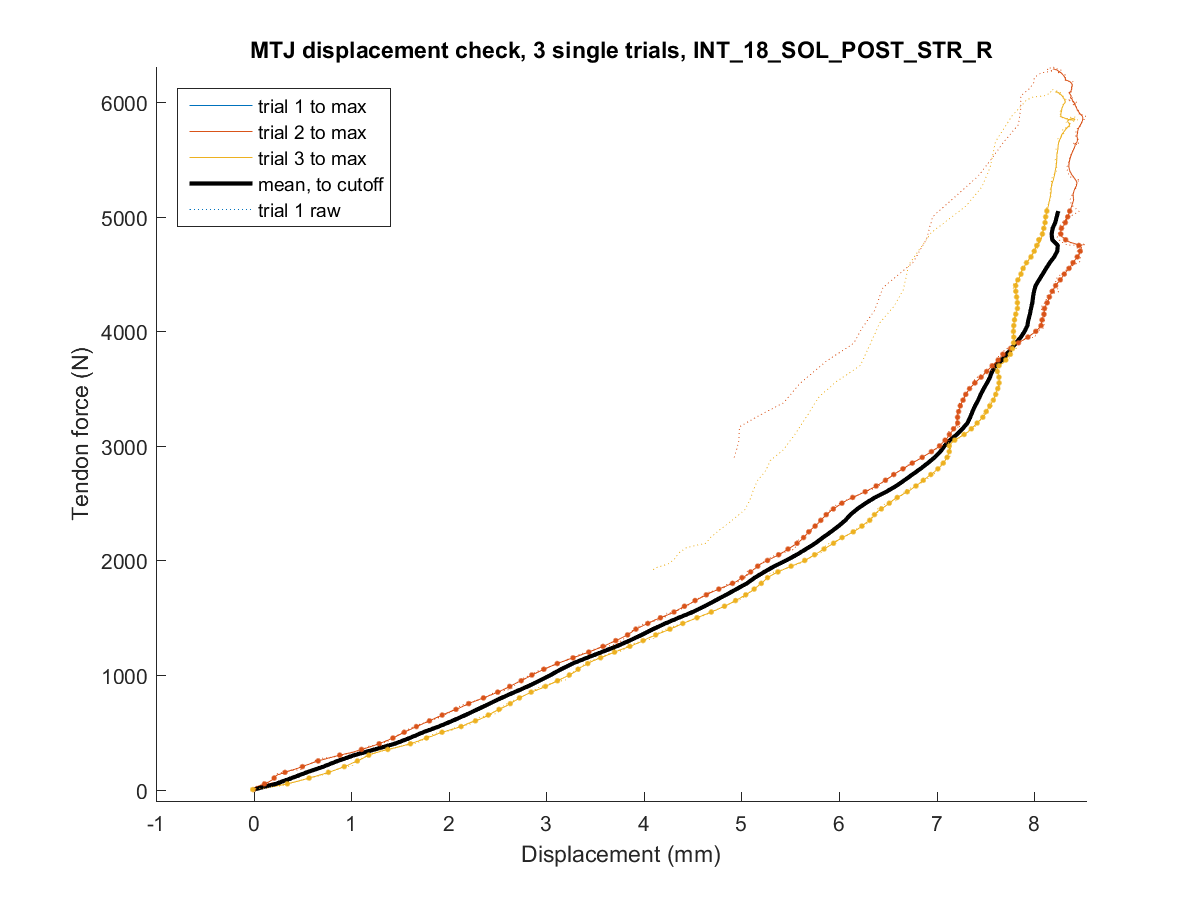 MTJ displacement check, 3 single trials, INT_18_SOL_POST_STR_R
trial 1 to max
trial 2 to max
trial 3 to max
mean, to cutoff
trial 1 raw
6000
5000
4000
3000
2000
1000
0
Tendon force (N)
-1 0 1 2 3 4 5 6 7 8
Displacement (mm)